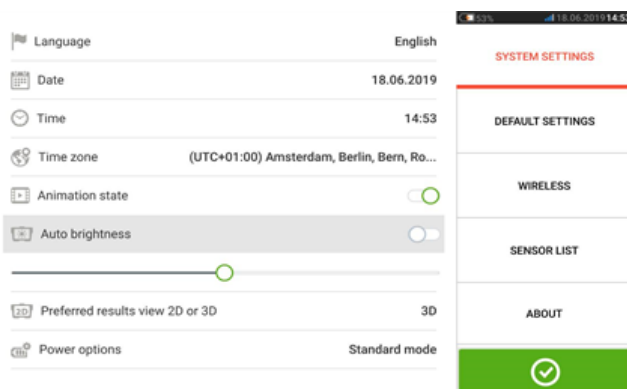 Language English
Date 18.06.2019
Time 14:53
Time zone (UTC+01:00) Amsterdam, Berlin, Bern, Ro...
Animation state
Auto brightness
2D Preferred results view 2D or 3D 3D
Power options Standard mode
53% 18.06.2019 14:53
SYSTEM SETTINGS
DEFAULT SETTINGS
WIRELESS
SENSOR LIST
ABOUT